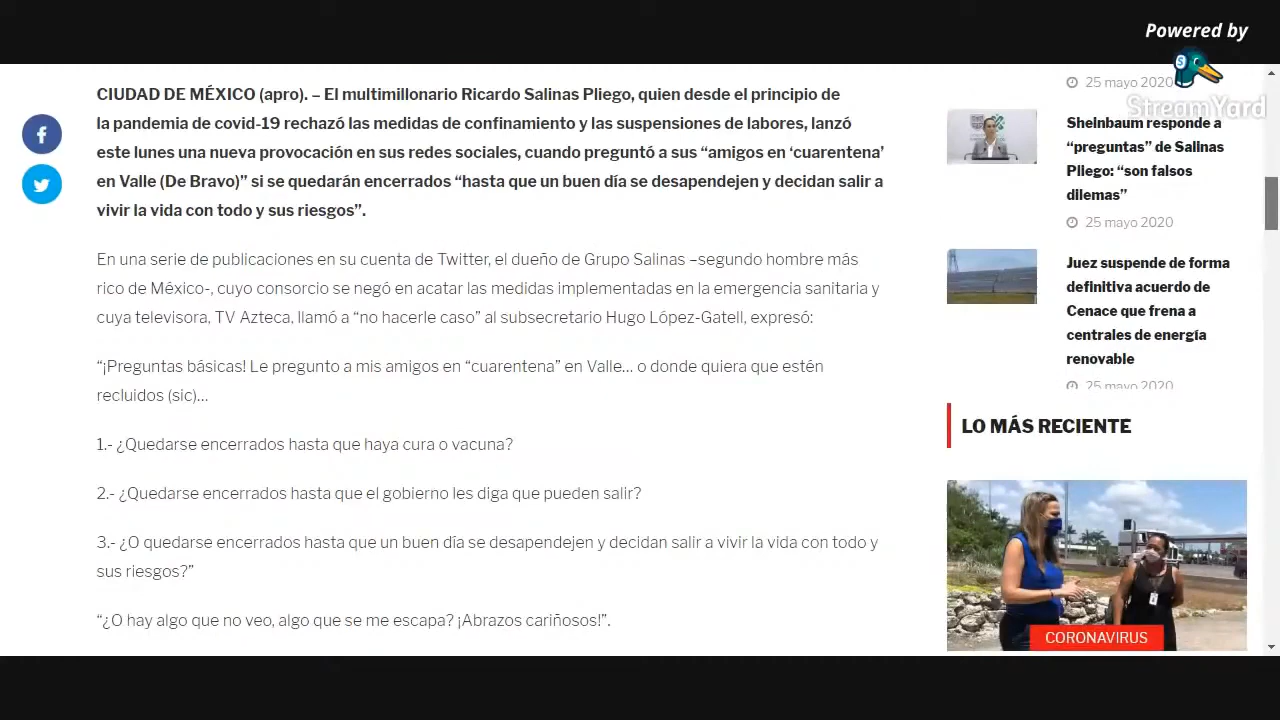 Powered by
StreamYard
CIUDAD DE MÉXICO (apro). – El multimillonario Ricardo Salinas Pliego, quien desde el principio de
la pandemia de covid-19 rechazó las medidas de confinamiento y las suspensiones de labores, lanzó
este lunes una nueva provocación en sus redes sociales, cuando preguntó a sus “amigos en ‘cuarentena’
en Valle (De Bravo)” si se quedarán encerrados “hasta que un buen día se desapendejen y decidan salir a
vivir la vida con todo y sus riesgos”.
En una serie de publicaciones en su cuenta de Twitter, el dueño de Grupo Salinas –segundo hombre más
rico de México-, cuyo consorcio se negó en acatar las medidas implementadas en la emergencia sanitaria y
cuya televisora, TV Azteca, llamó a “no hacerle caso” al subsecretario Hugo López-Gatell, expresó:
“¡Preguntas básicas! Le pregunto a mis amigos en “cuarentena” en Valle… o donde quiera que estén
recluidos (sic)…
1.- ¿Quedarse encerrados hasta que haya cura o vacuna?
2.- ¿Quedarse encerrados hasta que el gobierno les diga que pueden salir?
3.- ¿O quedarse encerrados hasta que un buen día se desapendejen y decidan salir a vivir la vida con todo y
sus riesgos?”
“¿O hay algo que no veo, algo que se me escapa? ¡Abrazos cariñosos!”.
25 mayo 2020
Sheinbaum responde a
“preguntas” de Salinas
Pliego: “son falsos
dilemas”
25 mayo 2020
Juez suspende de forma
definitiva acuerdo de
Cenace que frena a
centrales de energía
renovable
25 mayo 2020
LO MÁS RECIENTE
CORONAVIRUS